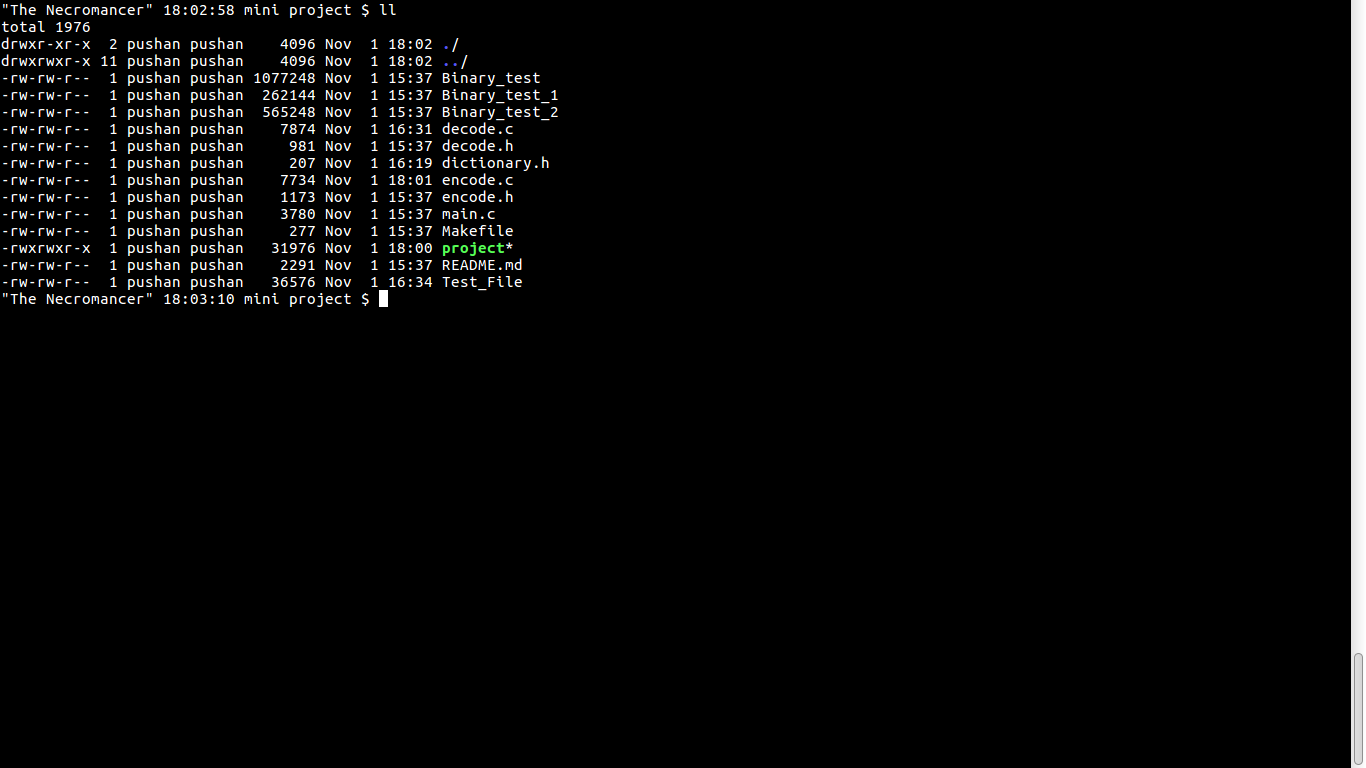 "The Necromancer" 18:02:58 mini project $ ll
total 1976
drwxr-xr-x  2 pushan pushan    4096 Nov  1 18:02 ./
drwxrwxr-x 11 pushan pushan    4096 Nov  1 18:02 ../
-rw-rw-r--  1 pushan pushan 1077248 Nov  1 15:37 Binary_test
-rw-rw-r--  1 pushan pushan  262144 Nov  1 15:37 Binary_test_1
-rw-rw-r--  1 pushan pushan  565248 Nov  1 15:37 Binary_test_2
-rw-rw-r--  1 pushan pushan    7874 Nov  1 16:31 decode.c
-rw-rw-r--  1 pushan pushan     981 Nov  1 15:37 decode.h
-rw-rw-r--  1 pushan pushan     207 Nov  1 16:19 dictionary.h
-rw-rw-r--  1 pushan pushan    7734 Nov  1 18:01 encode.c
-rw-rw-r--  1 pushan pushan    1173 Nov  1 15:37 encode.h
-rw-rw-r--  1 pushan pushan    3780 Nov  1 15:37 main.c
-rw-rw-r--  1 pushan pushan     277 Nov  1 15:37 Makefile
-rwxrwxr-x  1 pushan pushan   31976 Nov  1 18:00 project*
-rw-rw-r--  1 pushan pushan    2291 Nov  1 15:37 README.md
-rw-rw-r--  1 pushan pushan   36576 Nov  1 16:34 Test_File
"The Necromancer" 18:03:10 mini project $